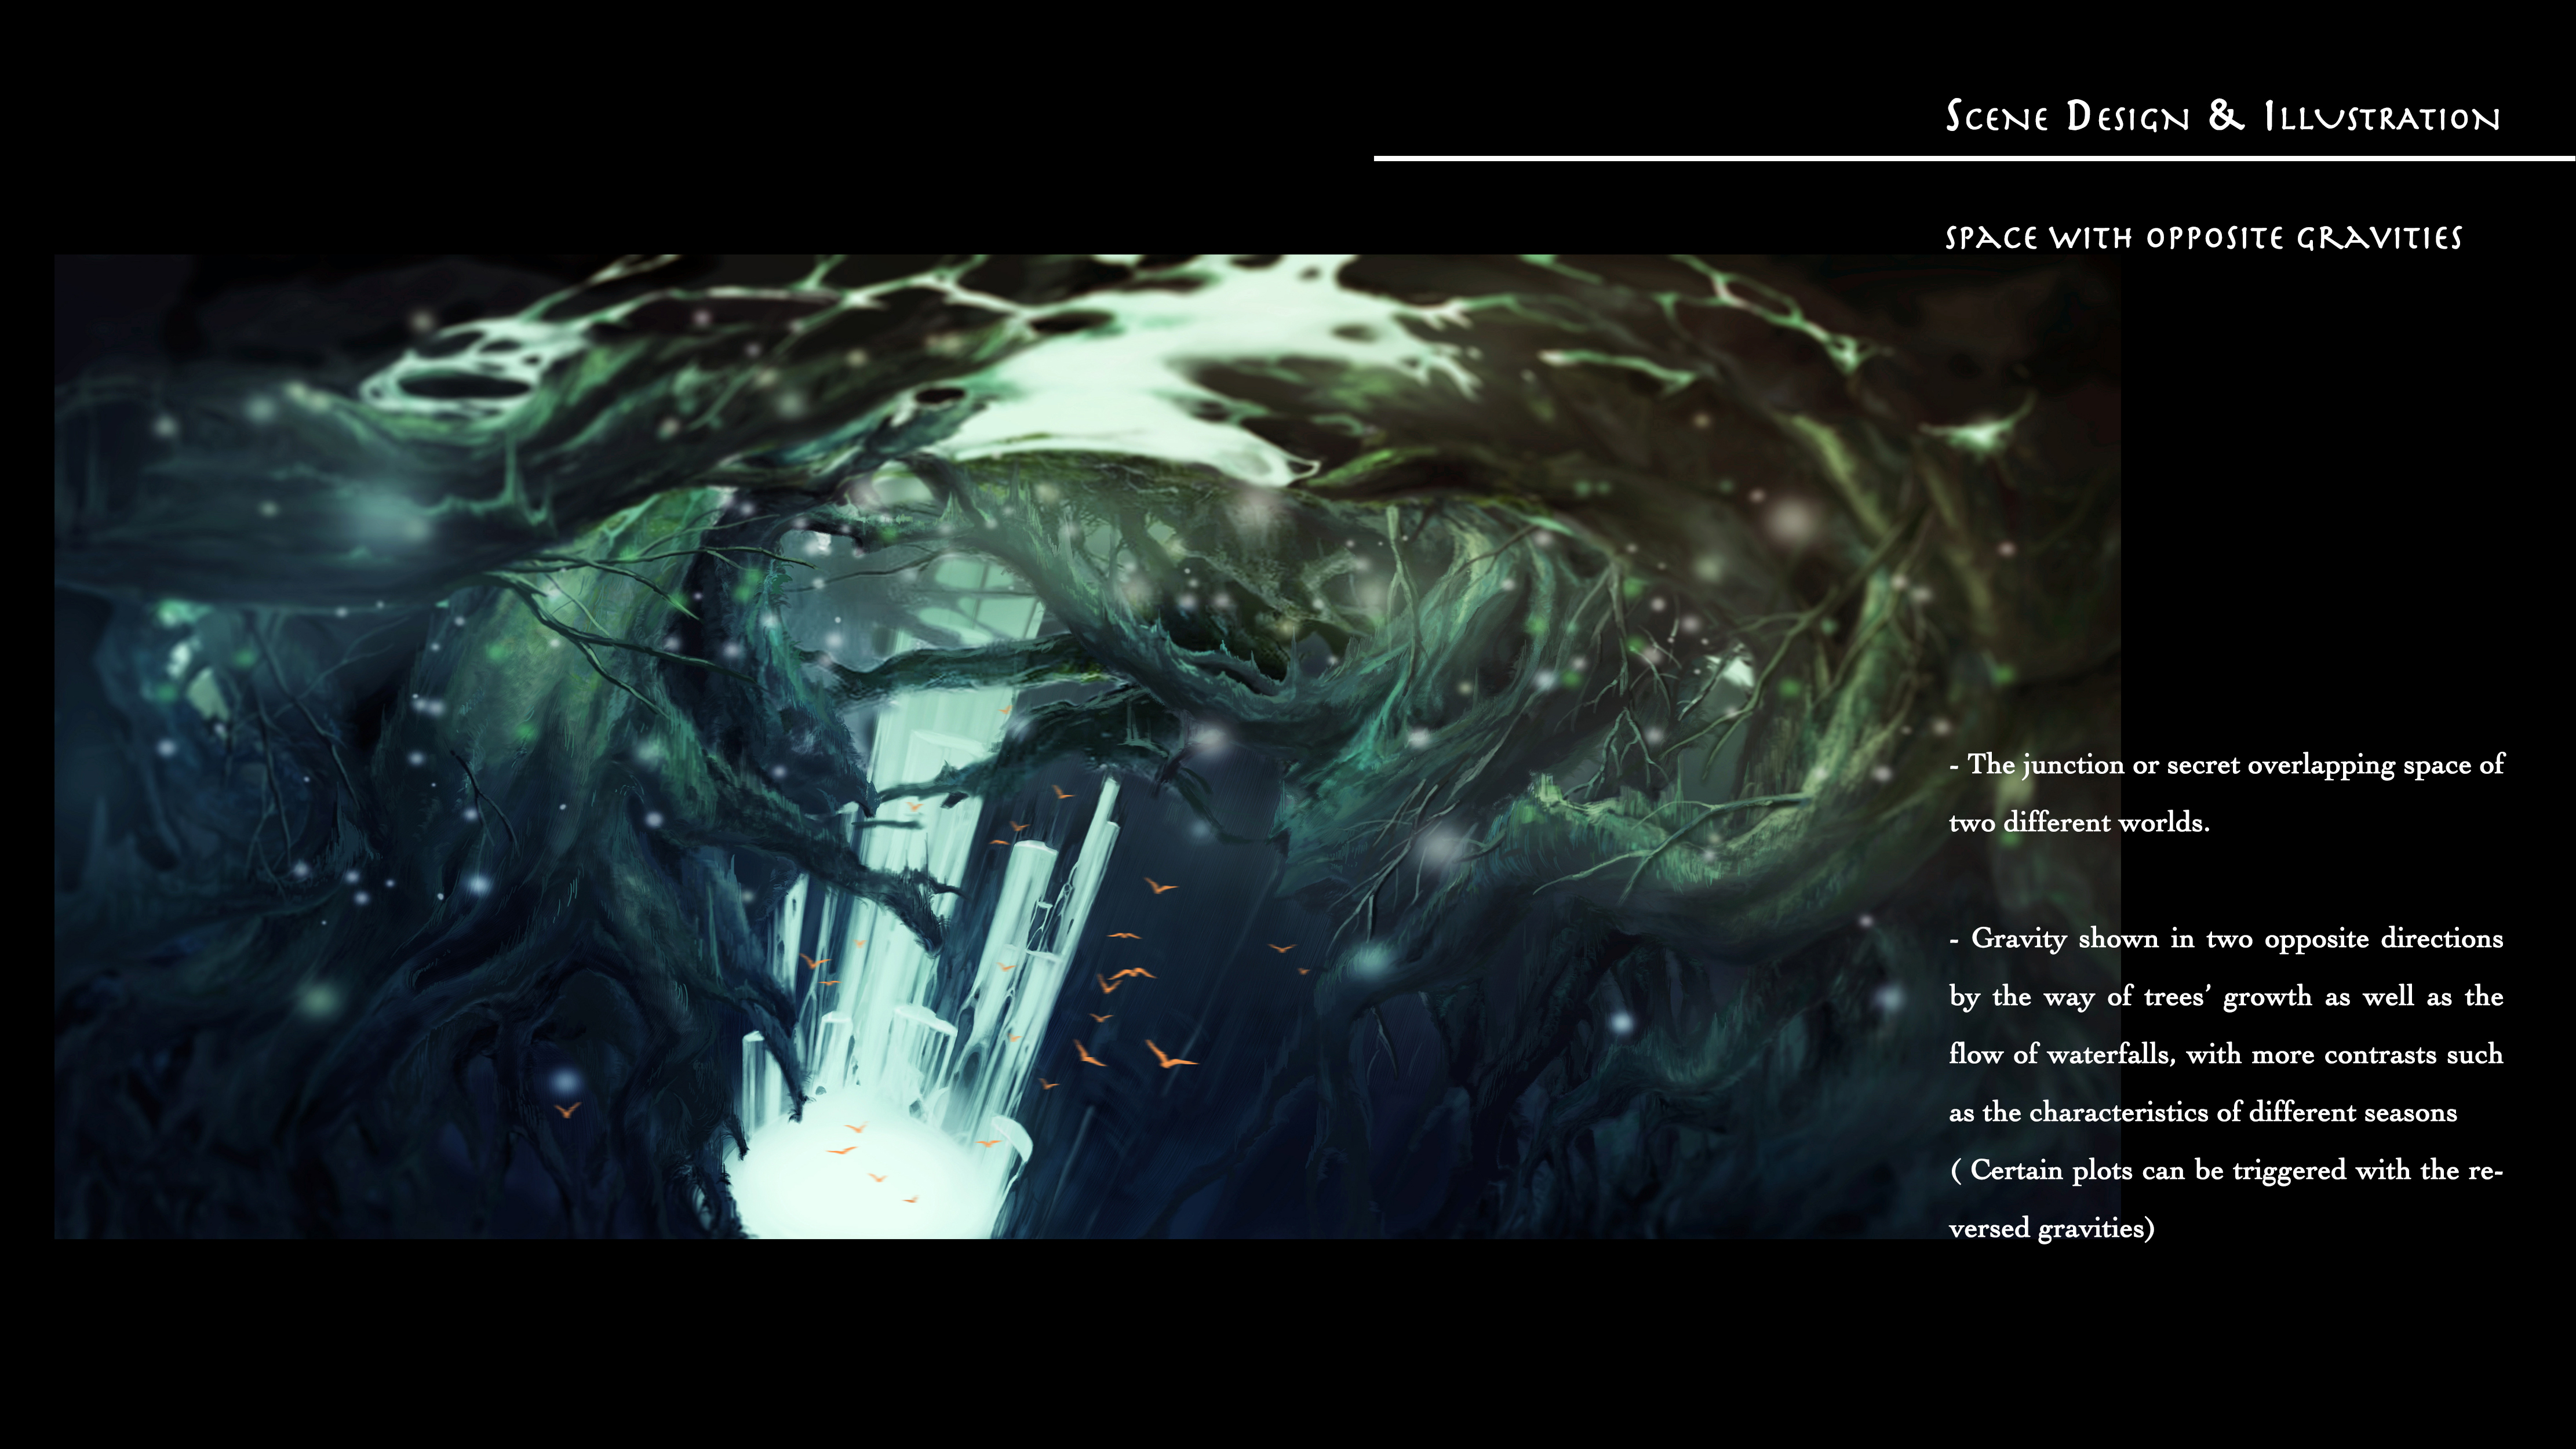 Scene Design & Illustration
space with opposite gravities
- The junction or secret overlapping space of
two different worlds.
- Gravity shown in two opposite directions
by the way of trees’ growth as well as the
flow of waterfalls, with more contrasts such
as the characteristics of different seasons
( Certain plots can be triggered with the re-
versed gravities)